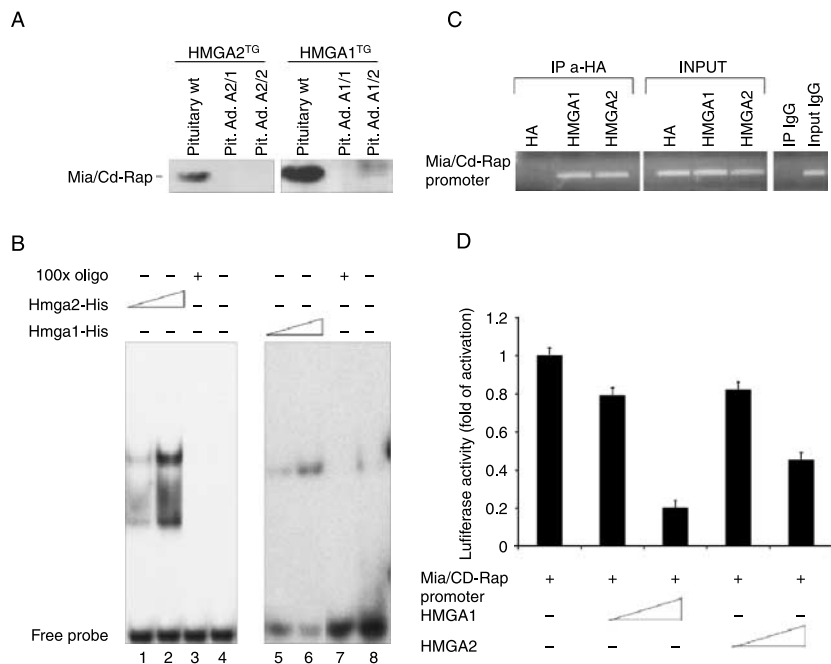 A
HMGA2TG
HMGA1TG
Pituitary wt
Pit. Ad. A2/1
Pit. Ad. A2/2
Pituitary wt
Pit. Ad. A1/1
Pit. Ad. A1/2
Mia/Cd-Rap
C
IP a-HA
INPUT
HA
HMGA1
HMGA2
HA
HMGA1
HMGA2
IP IgG
Input IgG
Mia/Cd-Rap
promoter
B
100x oligo – – + – – – + –
Hmga2-His – – – – – –
Hmga1-His – – – – – –
Free probe
1 2 3 4 5 6 7 8
D
Lufiferase activity (fold of activation)
1.2
1
0.8
0.6
0.4
0.2
0
Mia/CD-Rap
promoter
+ + + + +
HMGA1 – – –
HMGA2 – – –